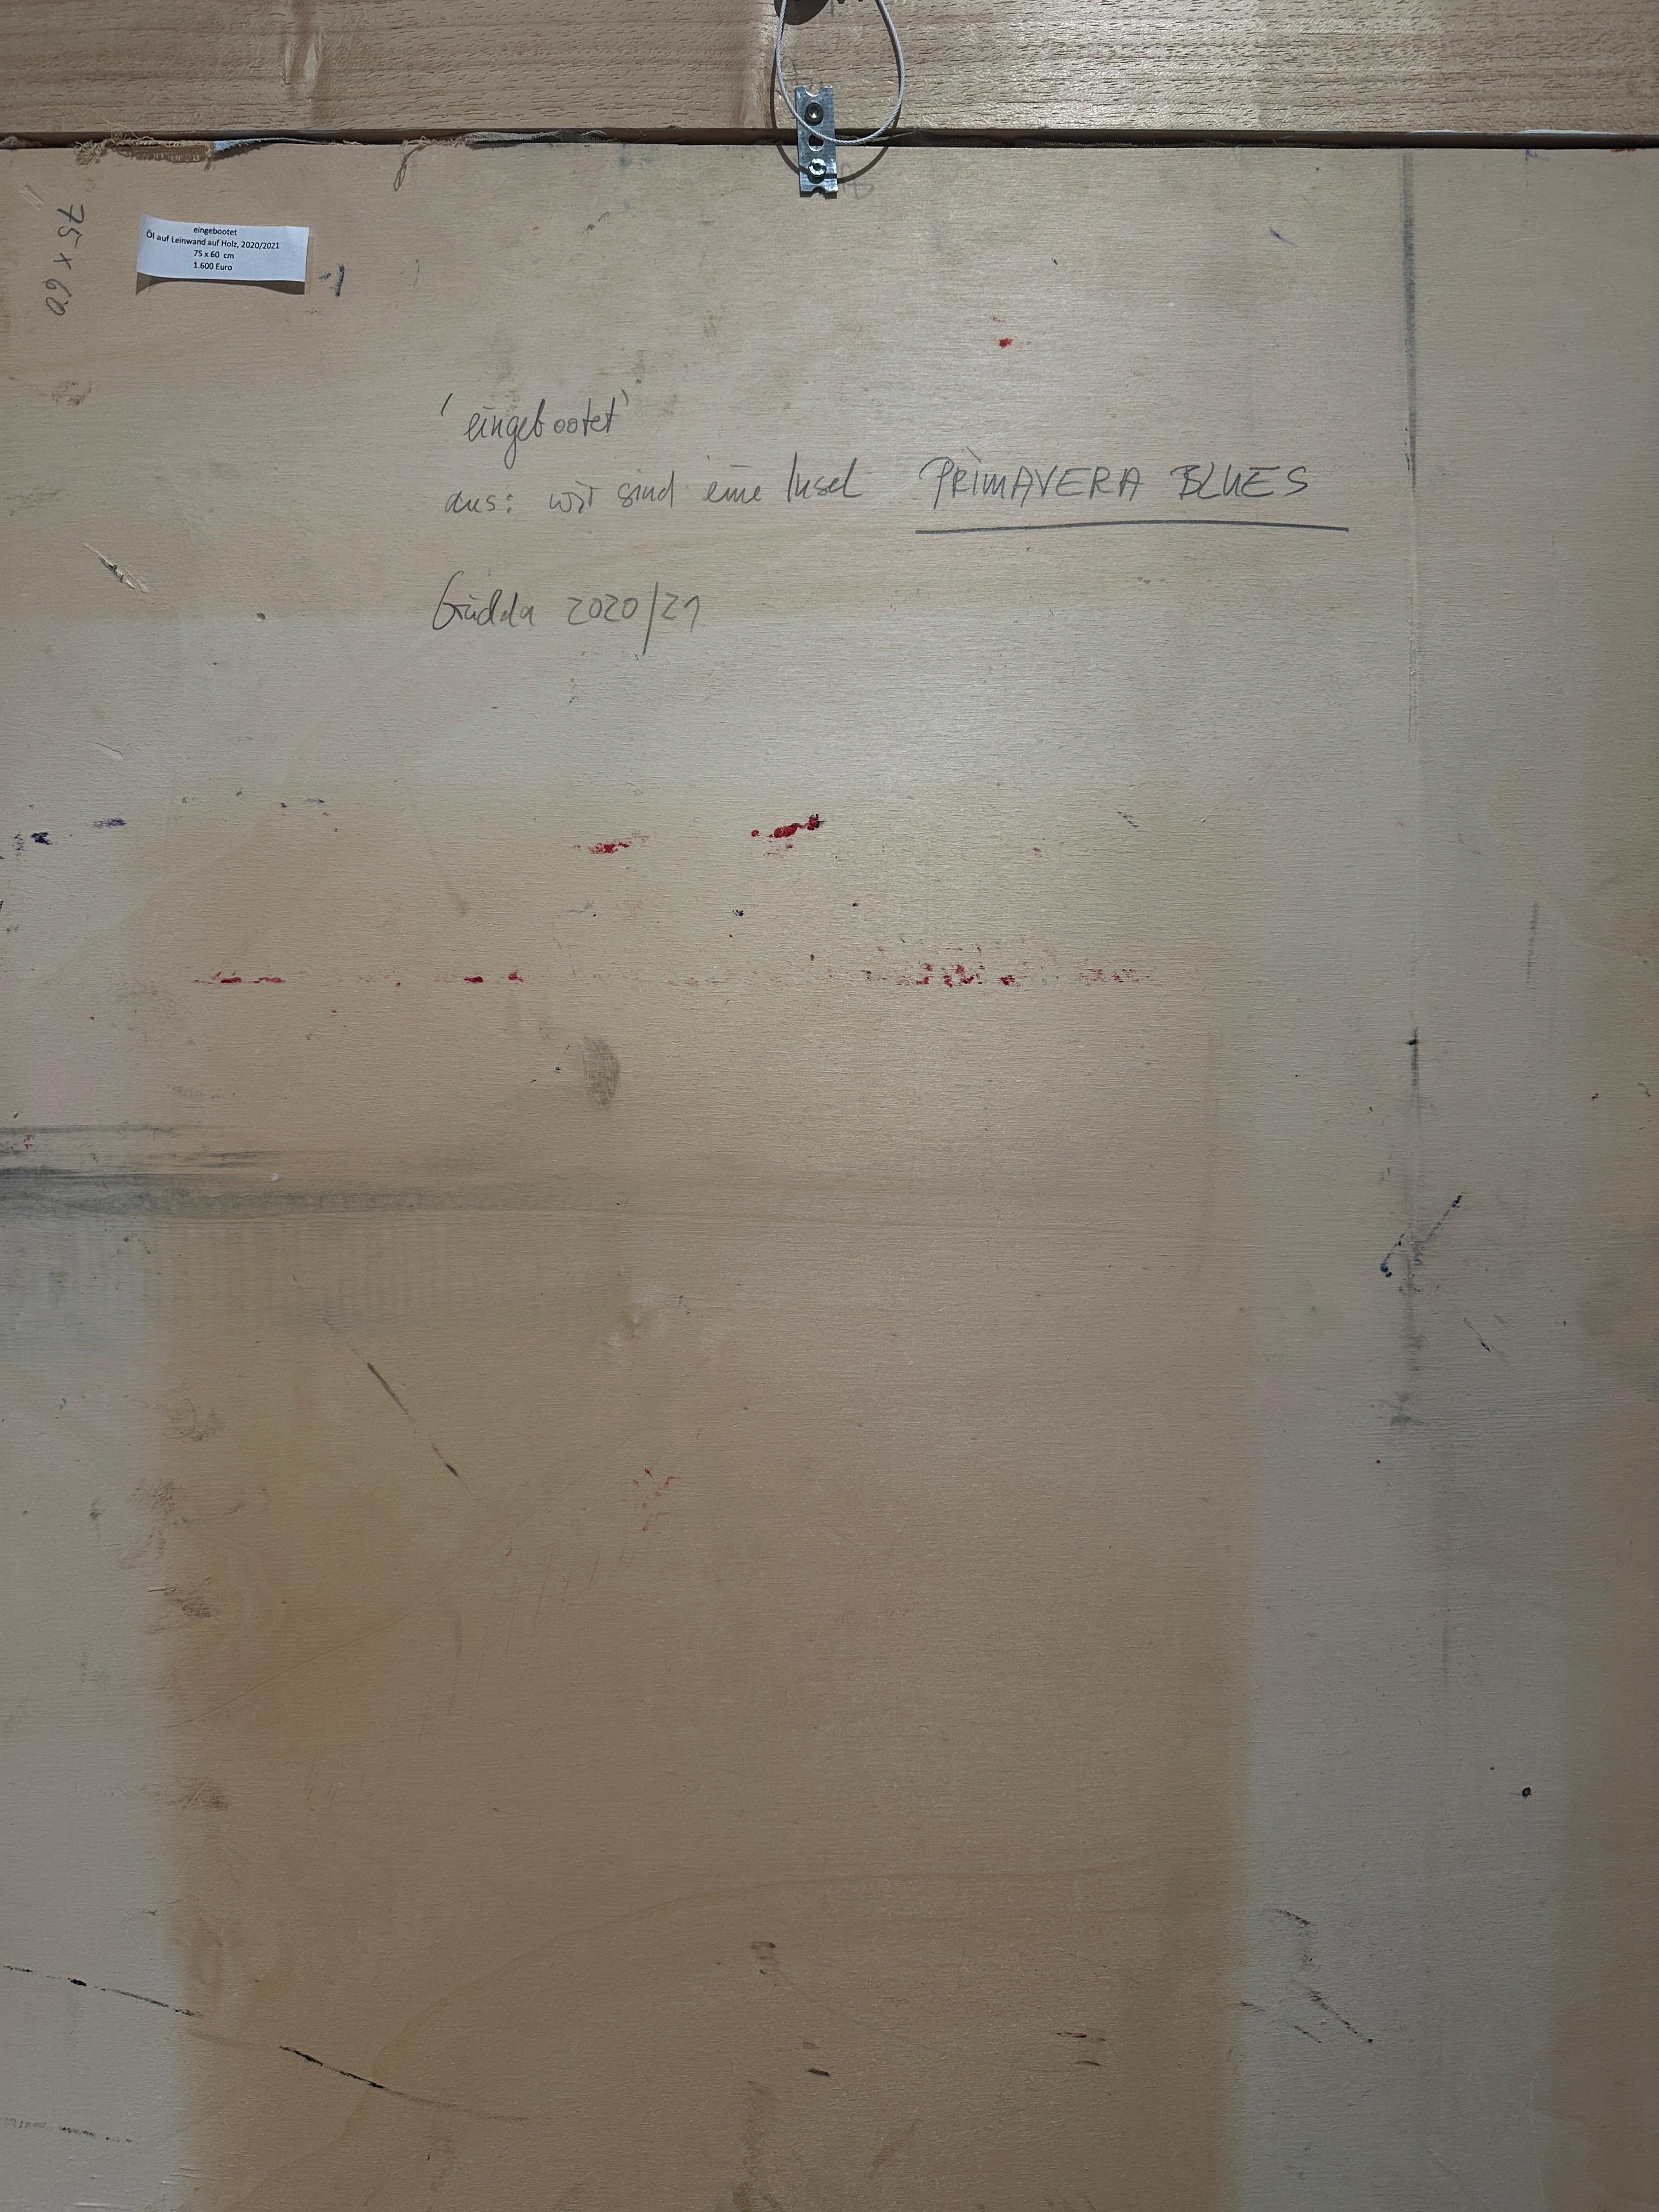 75 x 60
eingebootet
Öl auf Leinwand auf Holz, 2020/2021
75 x 60 cm
1.600 Euro
'eingebootet'
aus: wir sind eine Insel PRIMAVERA BLUES
Gudda 2020/21